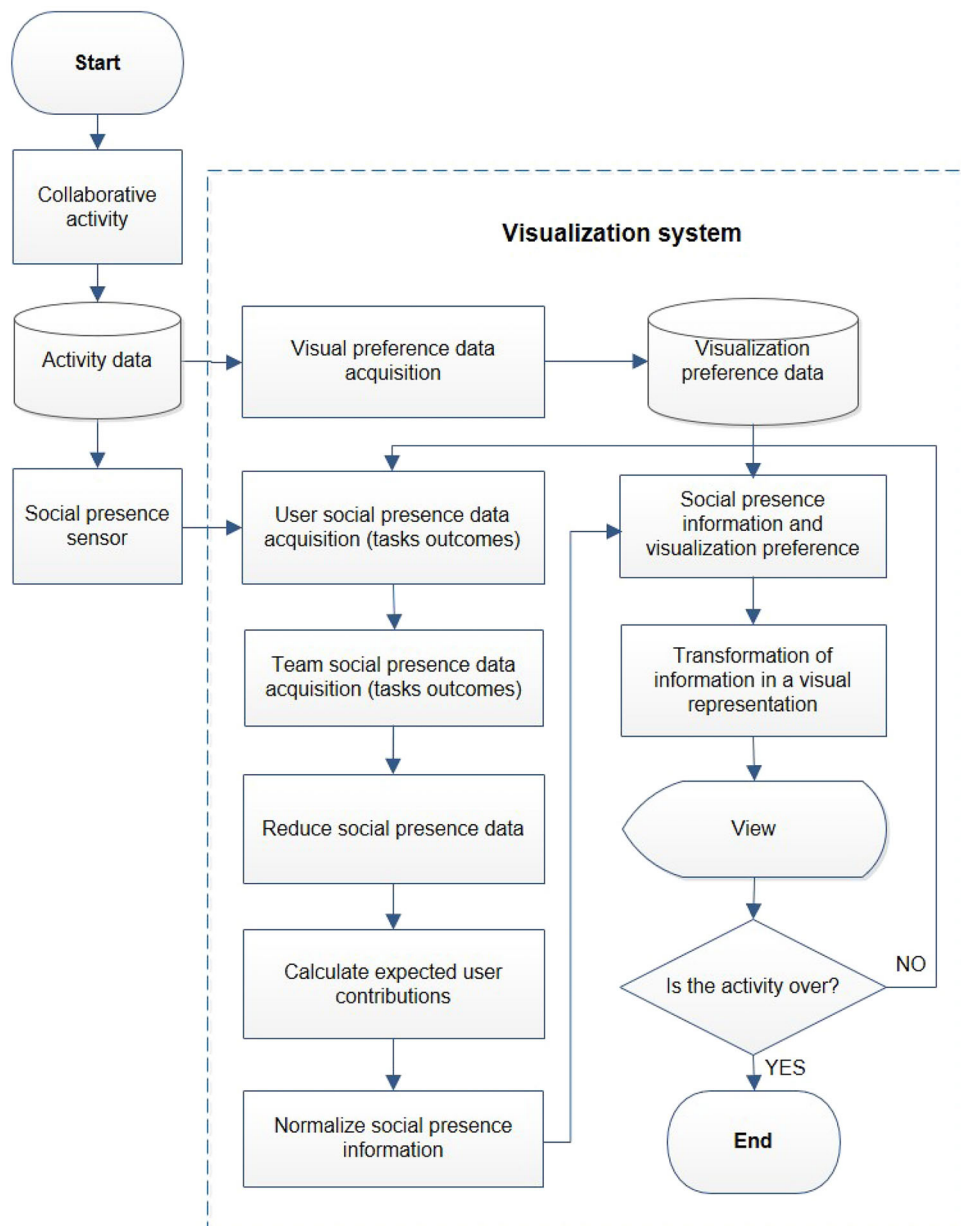 Start
Collaborative
activity
Visualization system
Activity data
Visual preference data
acquisition
Visualization
preference data
Social presence
sensor
User social presence data
acquisition (tasks outcomes)
Social presence
information and
visualization preference
Team social presence data
acquisition (tasks outcomes)
Transformation of
information in a visual
representation
Reduce social presence data
View
Calculate expected user
contributions
Is the activity over?
NO
YES
Normalize social presence
information
End